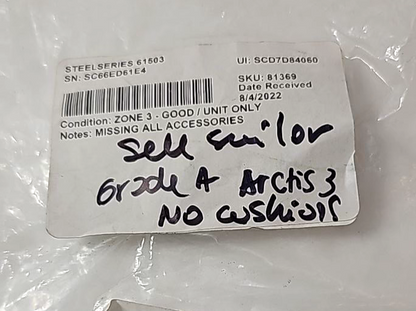 STEELSERIES 61503
SN: SC66ED61E4
UI: SCD7D84060
SKU: 81369
Date Received
8/4/2022
Condition: ZONE 3 - GOOD / UNIT ONLY
Notes: MISSING ALL ACCESSORIES
sell similar
Grade A Arctis 3
No cushions